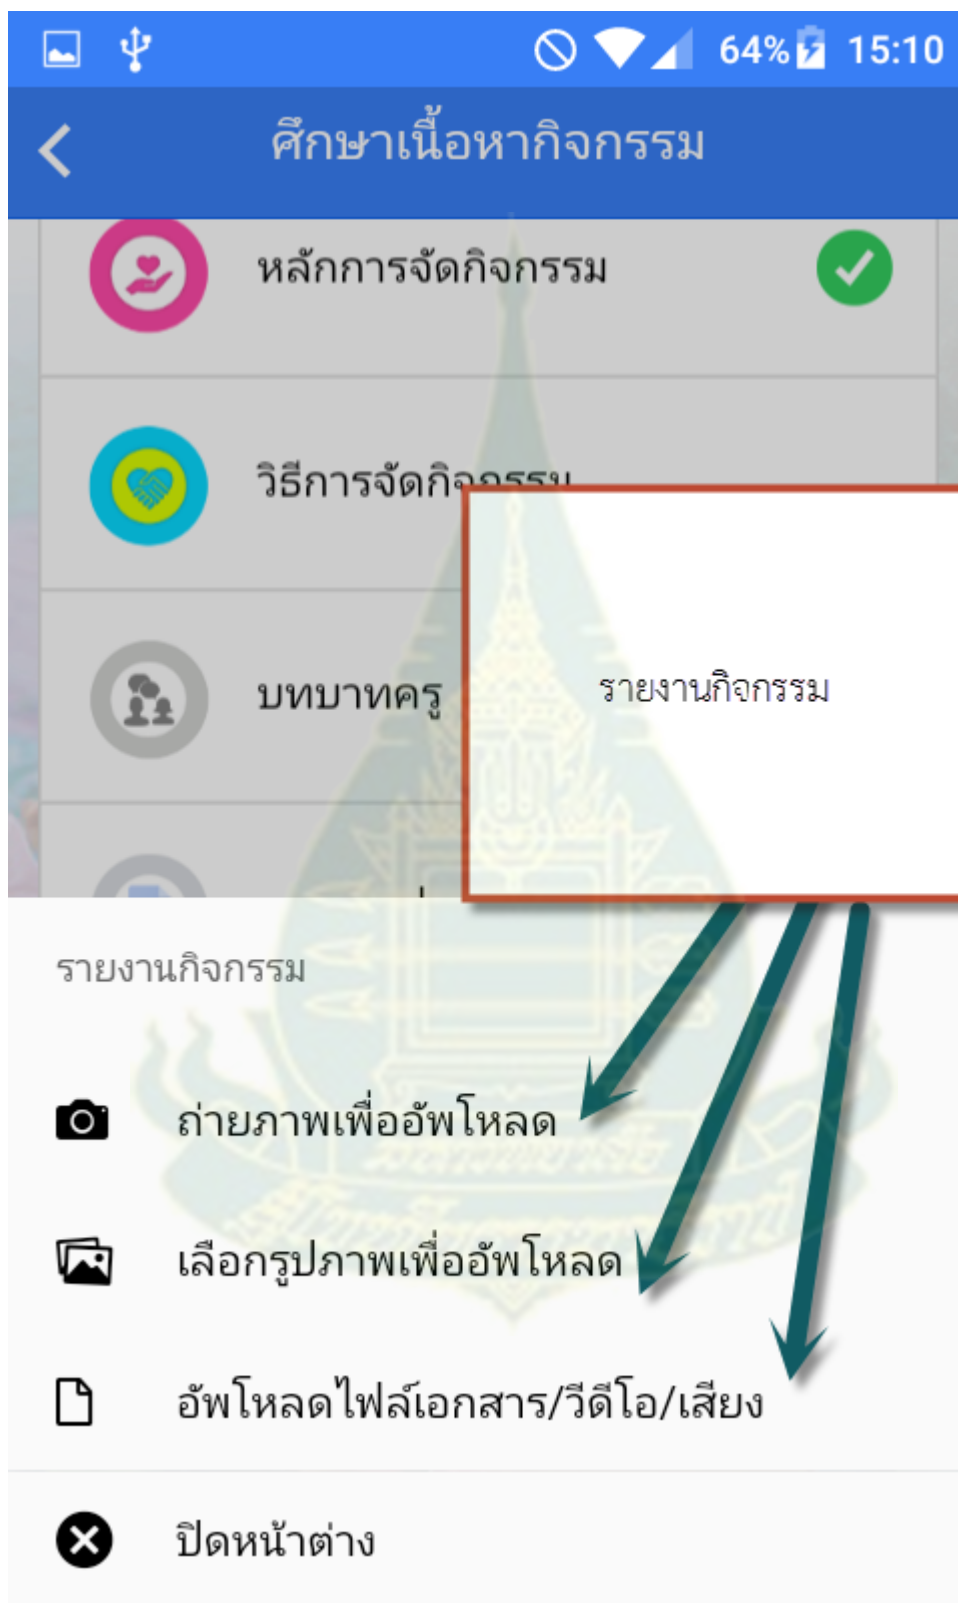 64% 15:10
ศึกษาเนื้อหากิจกรรม
หลักการจัดกิจกรรม
วิธีการจัดกิจกรรม
บทบาทครู
รายงานกิจกรรม
รายงานกิจกรรม
ถ่ายภาพเพื่ออัพโหลด
เลือกรูปภาพเพื่ออัพโหลด
อัพโหลดไฟล์เอกสาร/วีดีโอ/เสียง
ปิดหน้าต่าง